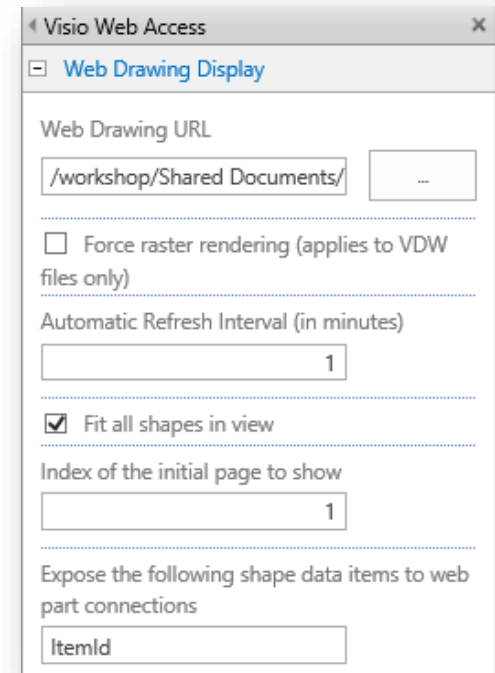 Visio Web Access
Web Drawing Display
Web Drawing URL
/workshop/Shared Documents/
...
Force raster rendering (applies to VDW
files only)
Automatic Refresh Interval (in minutes)
1
Fit all shapes in view
Index of the initial page to show
1
Expose the following shape data items to web
part connections
ItemId